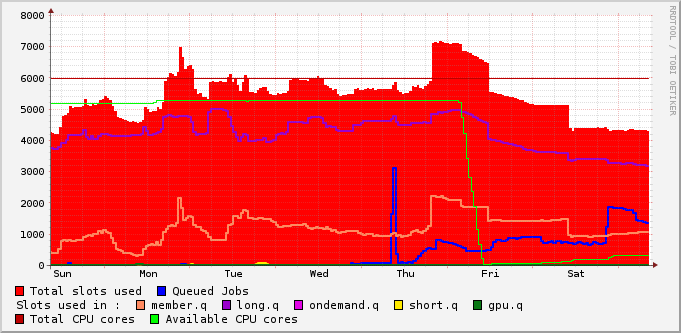 8000
7000
6000
5000
4000
3000
2000
1000
0
Sun Mon Tue Wed Thu Fri Sat
Total slots used Queued Jobs
Slots used in : member.q long.q ondemand.q short.q gpu.q
Total CPU cores Available CPU cores
RRDTOOL / TOBI OETIKER